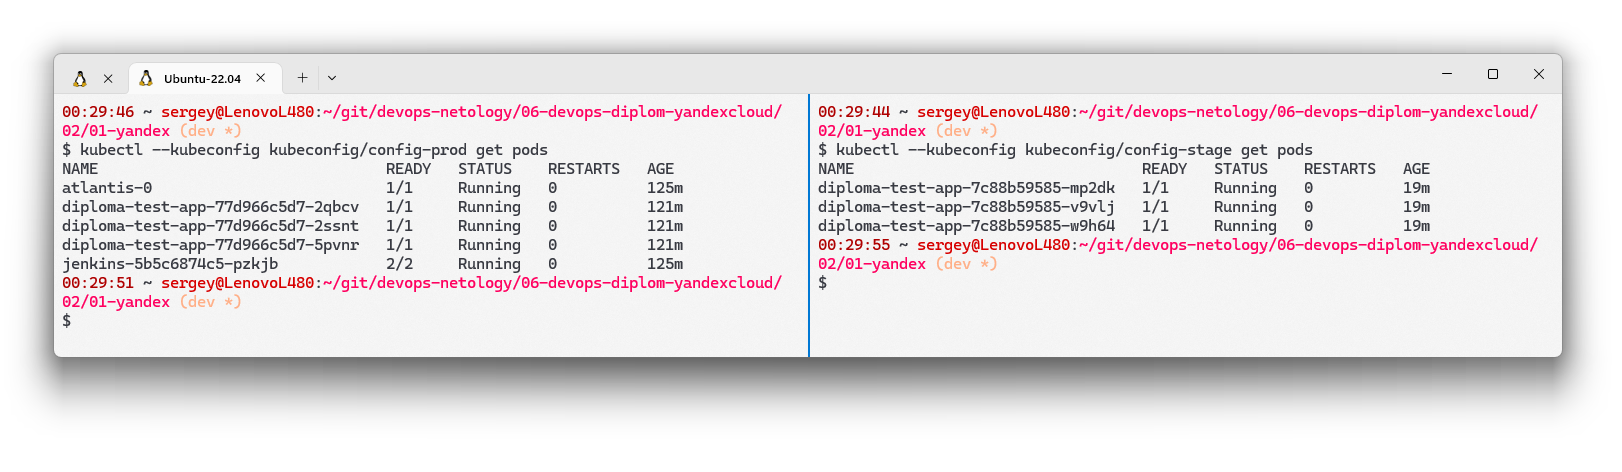 Ubuntu-22.04
00:29:46 ~ sergey@LenovoL480:~/git/devops-netology/06-devops-diplom-yandexcloud/
02/01-yandex (dev *)
$ kubectl --kubeconfig kubeconfig/config-prod get pods
NAME READY STATUS RESTARTS AGE
atlantis-0 1/1 Running 0 125m
diploma-test-app-77d966c5d7-2qbcv 1/1 Running 0 121m
diploma-test-app-77d966c5d7-2ssnt 1/1 Running 0 121m
diploma-test-app-77d966c5d7-5pvnr 1/1 Running 0 121m
jenkins-5b5c6874c5-pzkjb 2/2 Running 0 125m
00:29:51 ~ sergey@LenovoL480:~/git/devops-netology/06-devops-diplom-yandexcloud/
02/01-yandex (dev *)
$
00:29:44 ~ sergey@LenovoL480:~/git/devops-netology/06-devops-diplom-yandexcloud/
02/01-yandex (dev *)
$ kubectl --kubeconfig kubeconfig/config-stage get pods
NAME READY STATUS RESTARTS AGE
diploma-test-app-7c88b59585-mp2dk 1/1 Running 0 19m
diploma-test-app-7c88b59585-v9vlj 1/1 Running 0 19m
diploma-test-app-7c88b59585-w9h64 1/1 Running 0 19m
00:29:55 ~ sergey@LenovoL480:~/git/devops-netology/06-devops-diplom-yandexcloud/
02/01-yandex (dev *)
$